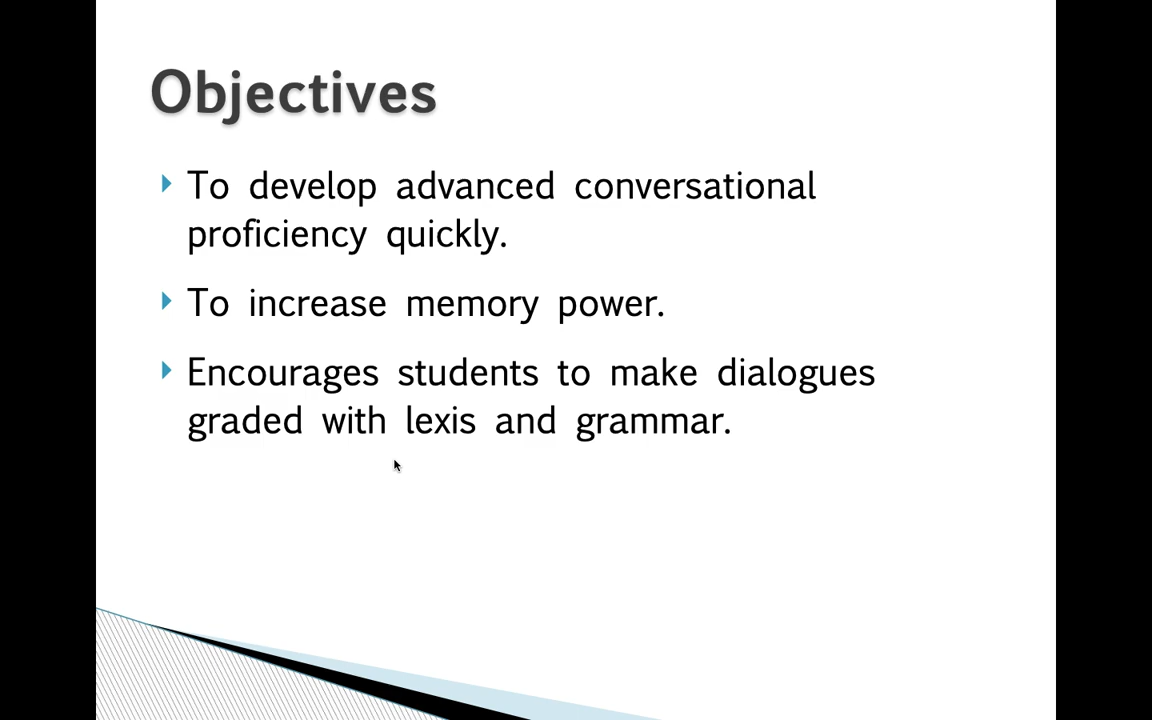 Objectives
To develop advanced conversational
proficiency quickly.
To increase memory power.
Encourages students to make dialogues
graded with lexis and grammar.